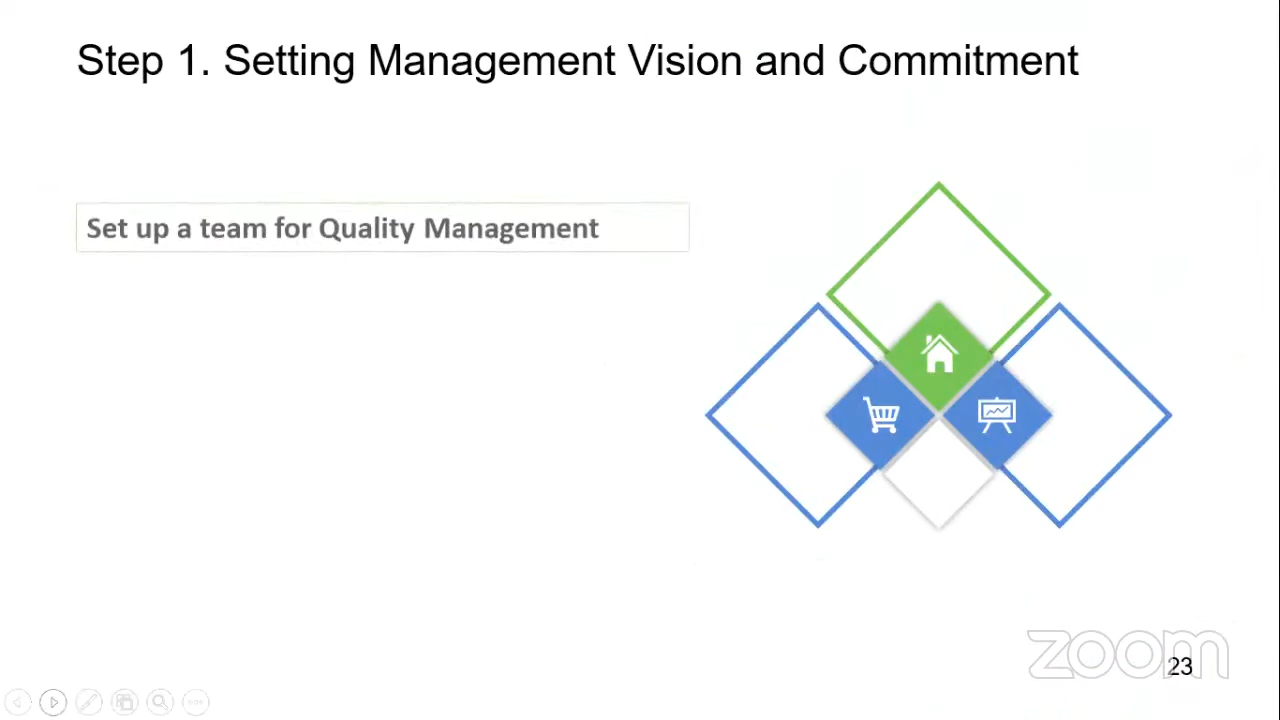 Step 1. Setting Management Vision and Commitment
Set up a team for Quality Management
zoom
23